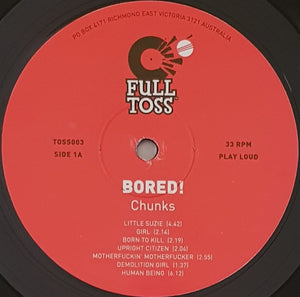 PO BOX 4171 RICHMOND EAST VICTORIA 3121 AUSTRALIA
FULL
TOSS
TOSS003
SIDE 1A
33 RPM
PLAY LOUD
BORED!
Chunks
LITTLE SUZIE (4.42)
GIRL (2.14)
BORN TO KILL (2.19)
UPRIGHT CITIZEN (2.06)
MOTHERFUCKIN' MOTHERFUCKER (2.55)
DEMOLITION GIRL (1.37)
HUMAN BEING (6.12)